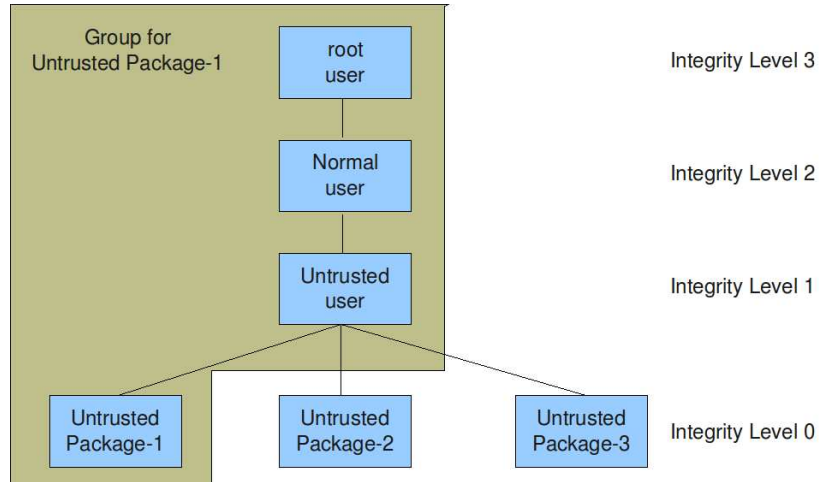 Group for
Untrusted Package-1
root
user
Integrity Level 3
Normal
user
Integrity Level 2
Untrusted
user
Integrity Level 1
Untrusted
Package-1
Untrusted
Package-2
Untrusted
Package-3
Integrity Level 0